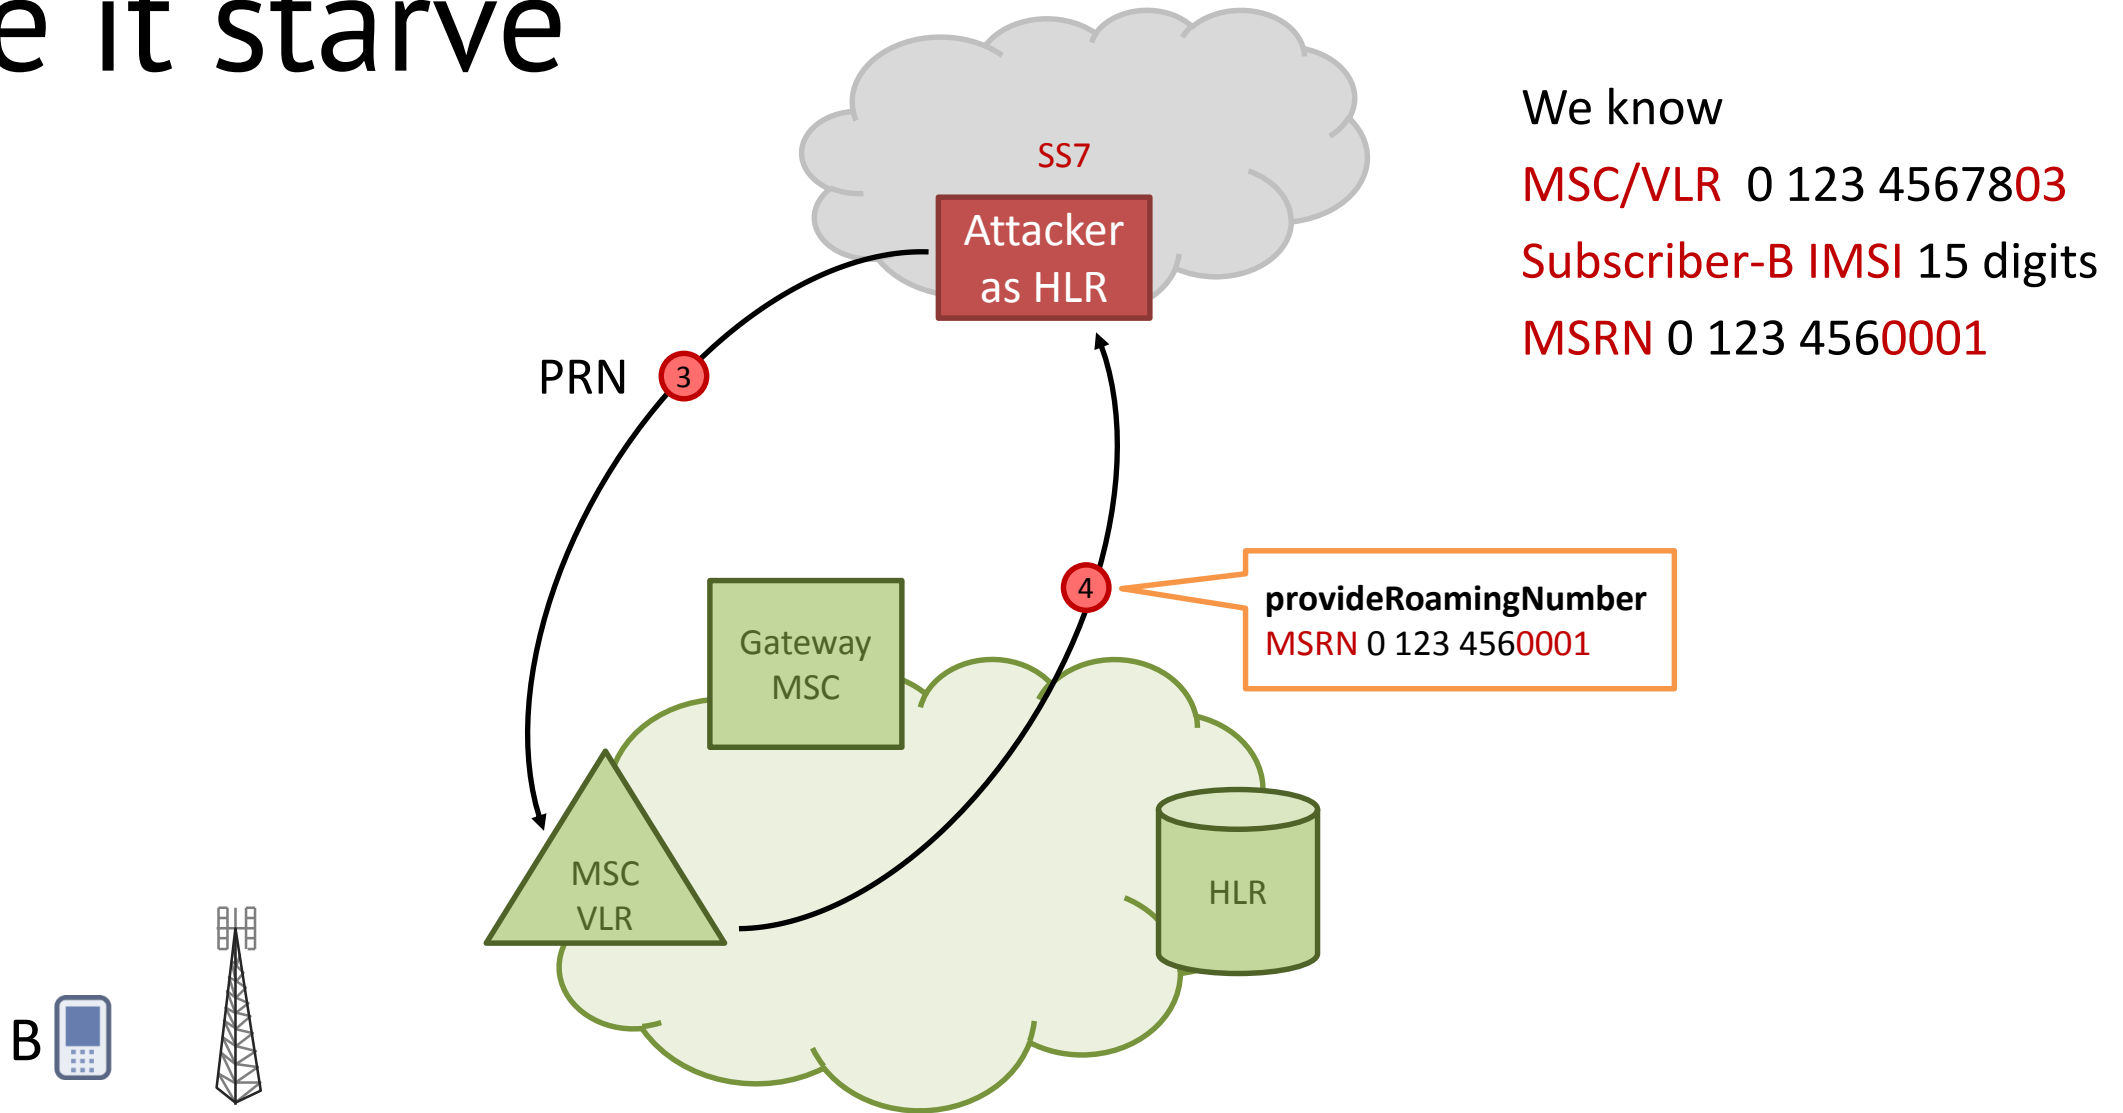 it starve
We know
MSC/VLR 0 123 4567803
Subscriber-B IMSI 15 digits
MSRN 0 123 4560001
SS7
Attacker
as HLR
PRN
3
4
provideRoamingNumber
MSRN 0 123 4560001
Gateway
MSC
MSC
VLR
HLR
B